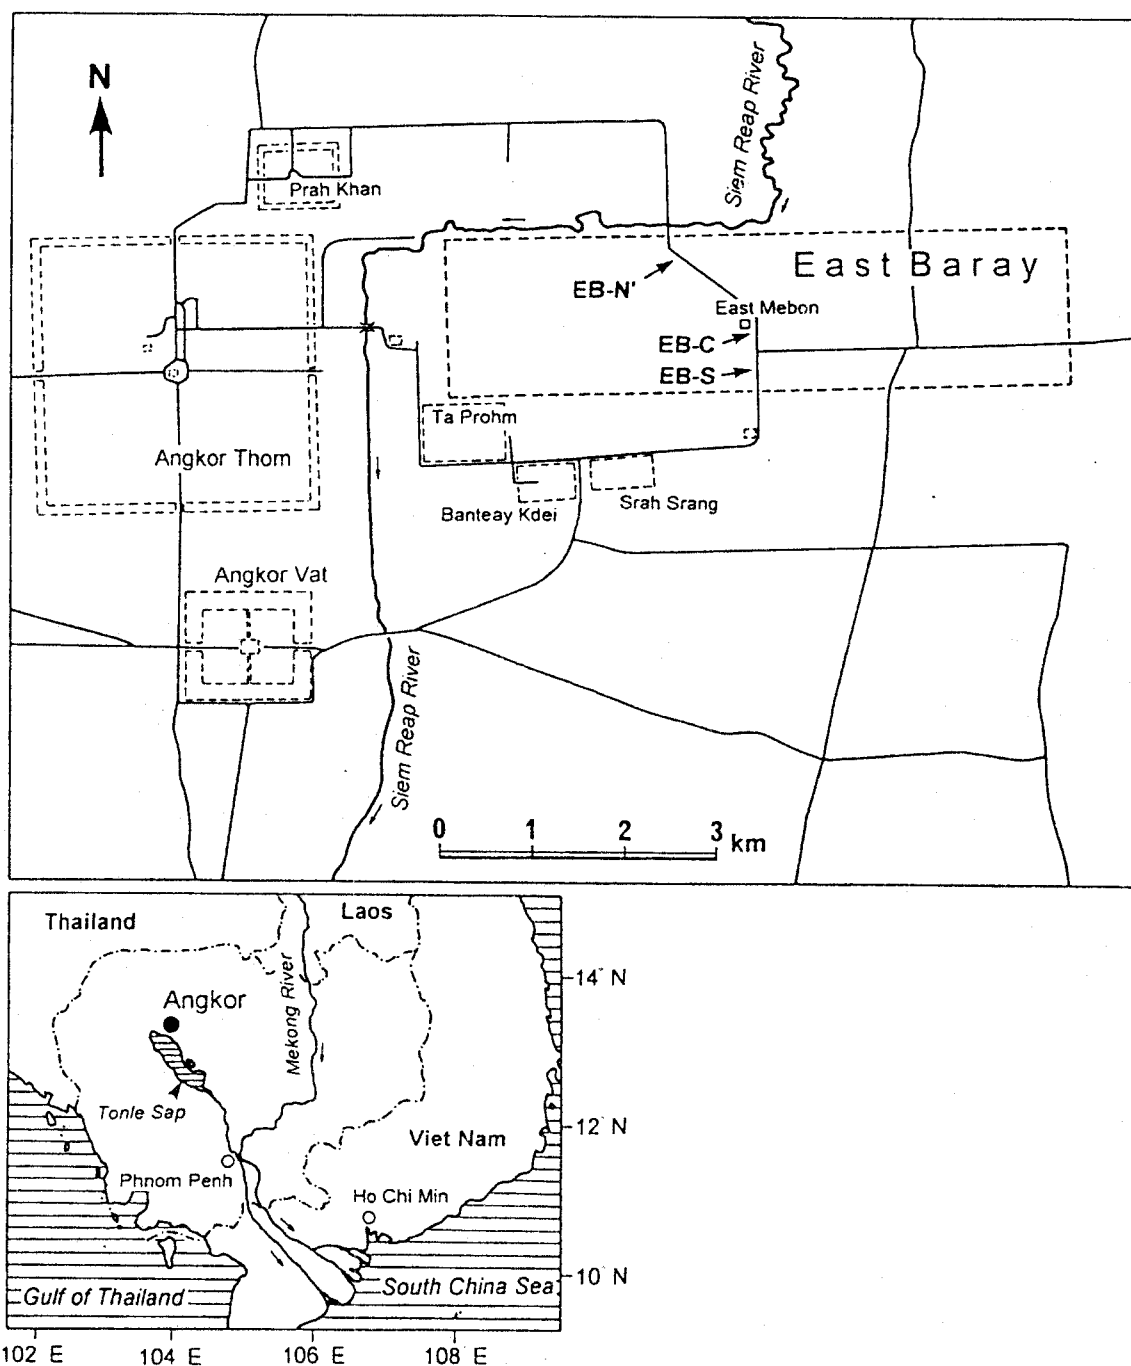 N
Siem Reap River
Prah Khan
East Baray
EB-N'
East Mebon
EB-C
EB-S
Ta Prohm
Angkor Thom
Banteay Kdei
Srah Srang
Angkor Vat
Siem Reap River
0 1 2 3 km
Thailand
Laos
14° N
Angkor
Mekong River
Tonle Sap
12° N
Viet Nam
Phnom Penh
Ho Chi Min
10° N
South China Sea
Gulf of Thailand
102 E 104 E 106 E 108 E